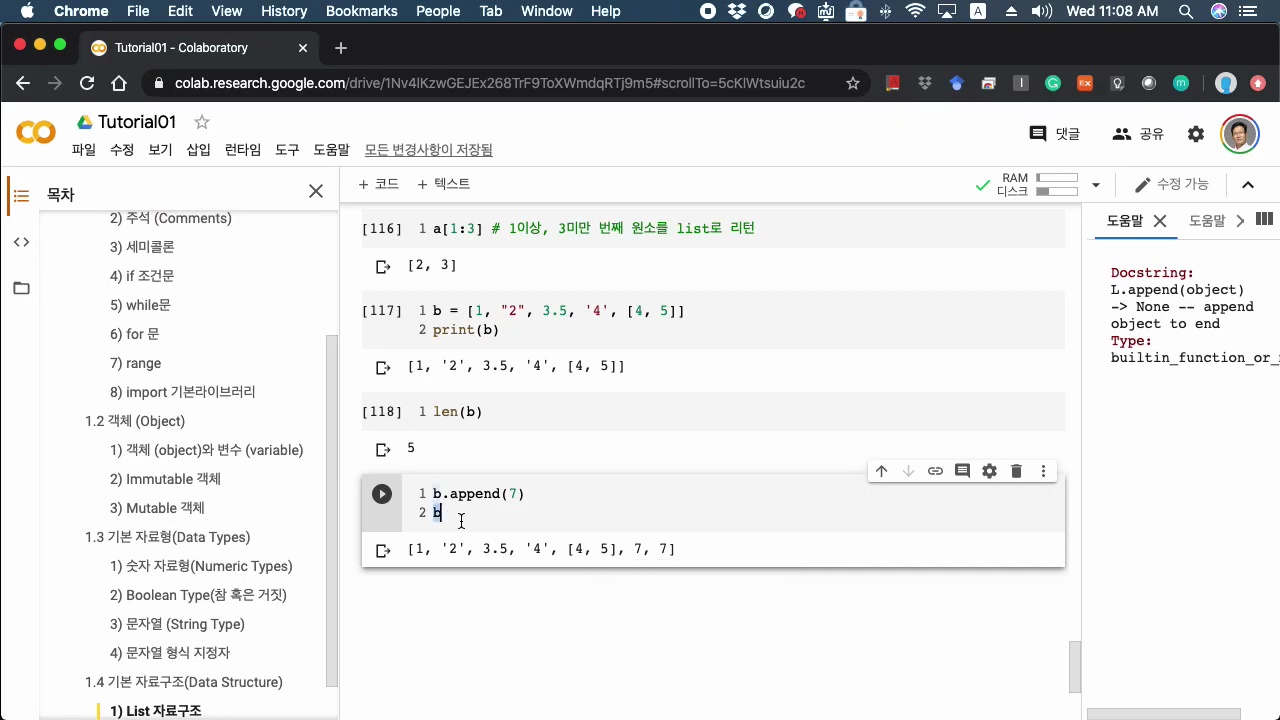 Chrome File Edit View History Bookmarks People Tab Window Help
A Wed 11:08 AM
Tutorial01 - Colaboratory
colab.research.google.com/drive/1Nv4lKzwGEJEx268TrF9ToXWmdqRTj9m5#scrollTo=5cKlWtsuiu2c
CO Tutorial01
파일 수정 보기 삽입 런타임 도구 도움말 모든 변경사항이 저장됨
댓글 공유
목차
2) 주석 (Comments)
3) 세미콜론
4) if 조건문
5) while문
6) for 문
7) range
8) import 기본라이브러리
1.2 객체 (Object)
1) 객체 (object)와 변수 (variable)
2) Immutable 객체
3) Mutable 객체
1.3 기본 자료형(Data Types)
1) 숫자 자료형(Numeric Types)
2) Boolean Type(참 혹은 거짓)
3) 문자열 (String Type)
4) 문자열 형식 지정자
1.4 기본 자료구조(Data Structure)
1) List 자료구조
+ 코드 + 텍스트
RAM
디스크
수정 가능
[116] 1 a[1:3] # 1이상, 3미만 번째 원소를 list로 리턴
[2, 3]
[117] 1 b = [1, "2", 3.5, '4', [4, 5]]
2 print(b)
[1, '2', 3.5, '4', [4, 5]]
[118] 1 len(b)
5
1 b.append(7)
2 b
[1, '2', 3.5, '4', [4, 5], 7, 7]
도움말 도움말
Docstring:
L.append(object)
-> None -- append
object to end
Type:
builtin_function_or_